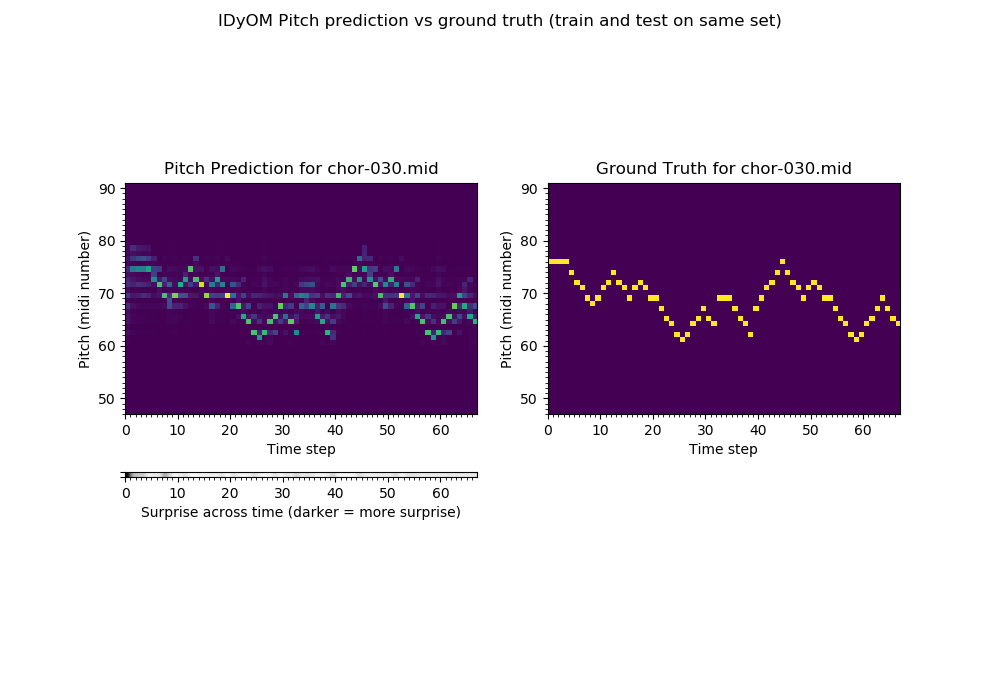 IDyOM Pitch prediction vs ground truth (train and test on same set)
Pitch Prediction for chor-030.mid
Pitch (midi number)
90
80
70
60
50
0 10 20 30 40 50 60
Time step
0 10 20 30 40 50 60
Surprise across time (darker = more surprise)
Ground Truth for chor-030.mid
Pitch (midi number)
90
80
70
60
50
0 10 20 30 40 50 60
Time step